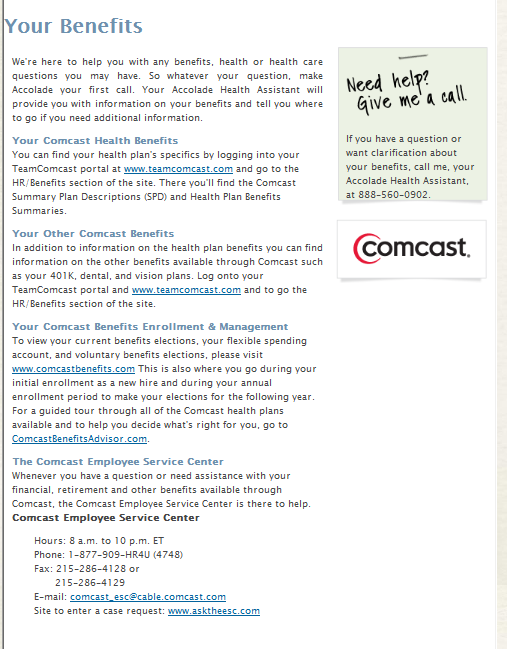 Your Benefits
We're here to help you with any benefits, health or health care
questions you may have. So whatever your question, make
Accolade your first call. Your Accolade Health Assistant will
provide you with information on your benefits and tell you where
to go if you need additional information.
Your Comcast Health Benefits
You can find your health plan's specifics by logging into your
TeamComcast portal at www.teamcomcast.com and go to the
HR/Benefits section of the site. There you'll find the Comcast
Summary Plan Descriptions (SPD) and Health Plan Benefits
Summaries.
Your Other Comcast Benefits
In addition to information on the health plan benefits you can find
information on the other benefits available through Comcast such
as your 401K, dental, and vision plans. Log onto your
TeamComcast portal and www.teamcomcast.com and to go the
HR/Benefits section of the site.
Your Comcast Benefits Enrollment & Management
To view your current benefits elections, your flexible spending
account, and voluntary benefits elections, please visit
www.comcastbenefits.com This is also where you go during your
initial enrollment as a new hire and during your annual
enrollment period to make your elections for the following year.
For a guided tour through all of the Comcast health plans
available and to help you decide what's right for you, go to
ComcastBenefitsAdvisor.com.
The Comcast Employee Service Center
Whenever you have a question or need assistance with your
financial, retirement and other benefits available through
Comcast, the Comcast Employee Service Center is there to help.
Comcast Employee Service Center
Hours: 8 a.m. to 10 p.m. ET
Phone: 1-877-909-HR4U (4748)
Fax: 215-286-4128 or
215-286-4129
E-mail: comcast_esc@cable.comcast.com
Site to enter a case request: www.asktheesc.com
Need help?
Give me a call.
If you have a question or
want clarification about
your benefits, call me, your
Accolade Health Assistant,
at 888-560-0902.
comcast.